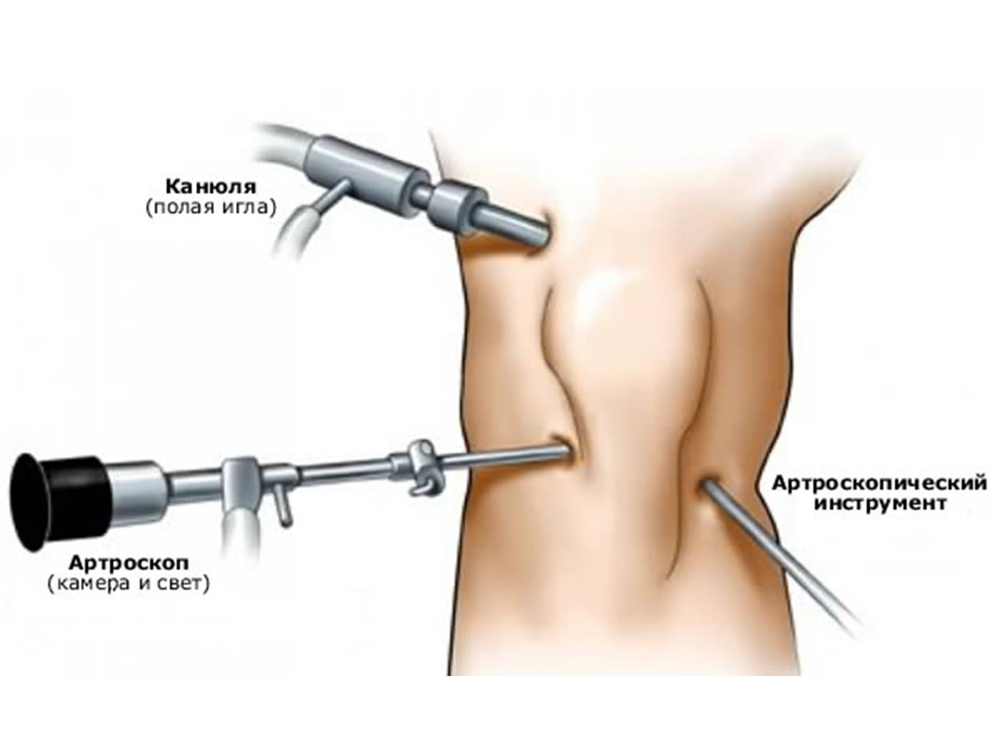 Канюля
(полая игла)
Артроскопический
инструмент
Артроскоп
(камера и свет)